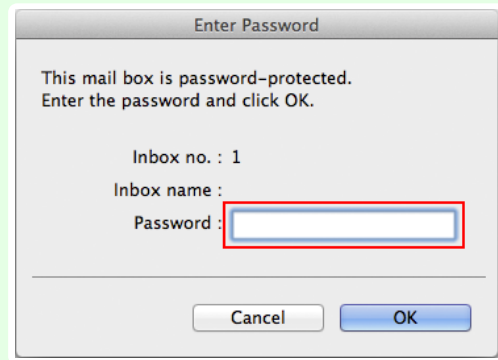 Enter Password
This mail box is password-protected.
Enter the password and click OK.
Inbox no. : 1
Inbox name :
Password :
Cancel OK